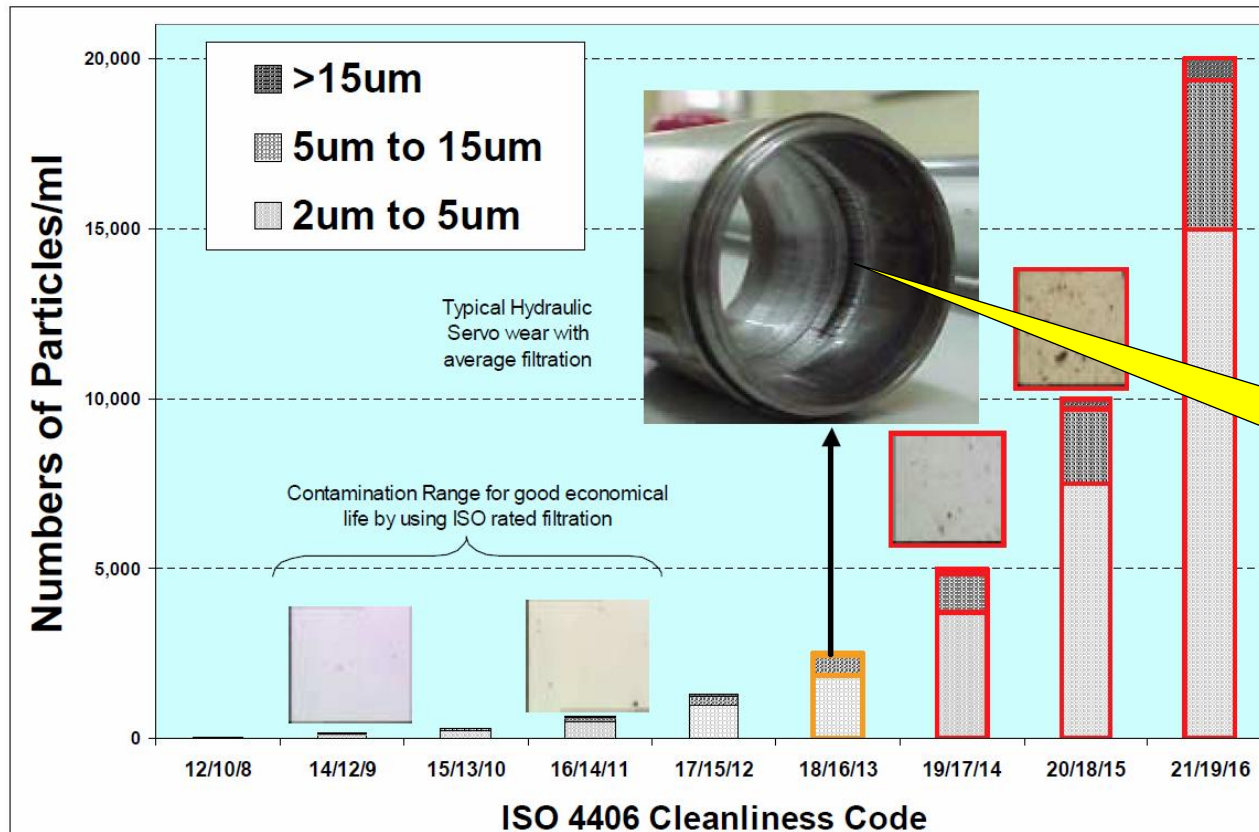 Numbers of Particles/ml
20,000
15,000
10,000
5,000
0
>15um
5um to 15um
2um to 5um
Typical Hydraulic
Servo wear with
average filtration
Contamination Range for good economical
life by using ISO rated filtration
12/10/8 14/12/9 15/13/10 16/14/11 17/15/12 18/16/13 19/17/14 20/18/15 21/19/16
ISO 4406 Cleanliness Code